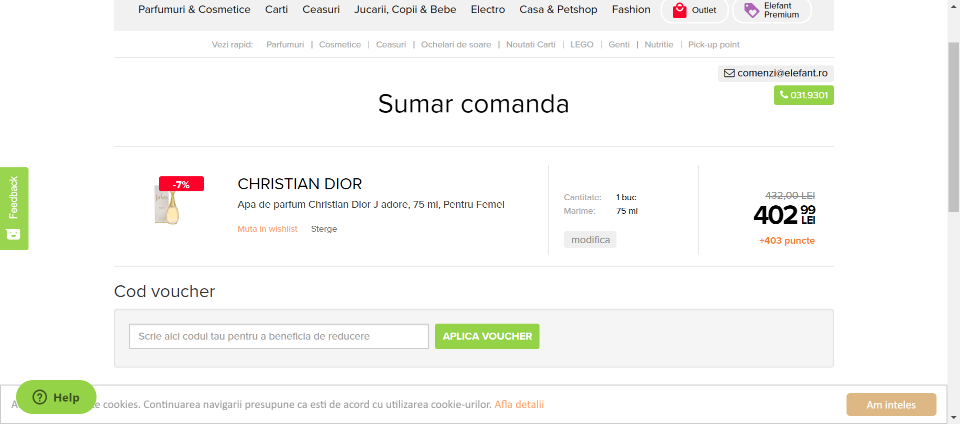 Parfumuri & Cosmetice Carti Ceasuri Jucarii, Copii & Bebe Electro Casa & Petshop Fashion Outlet Elefant Premium
Vezi rapid: Parfumuri | Cosmetice | Ceasuri | Ochelari de soare | Noutati Carti | LEGO | Genti | Nutritie | Pick-up point
comenzi@elefant.ro
031.9301
Sumar comanda
Feedback
-7%
CHRISTIAN DIOR
Apa de parfum Christian Dior J adore, 75 ml, Pentru Femei
Muta in wishlist Sterge
Cantitate: 1 buc
Marime: 75 ml
modifica
432,00 LEI
402 99 LEI
+403 puncte
Cod voucher
Scrie aici codul tau pentru a beneficia de reducere
APLICA VOUCHER
Help
te cookies. Continuarea navigarii presupune ca esti de acord cu utilizarea cookie-urilor. Afla detalii
Am inteles